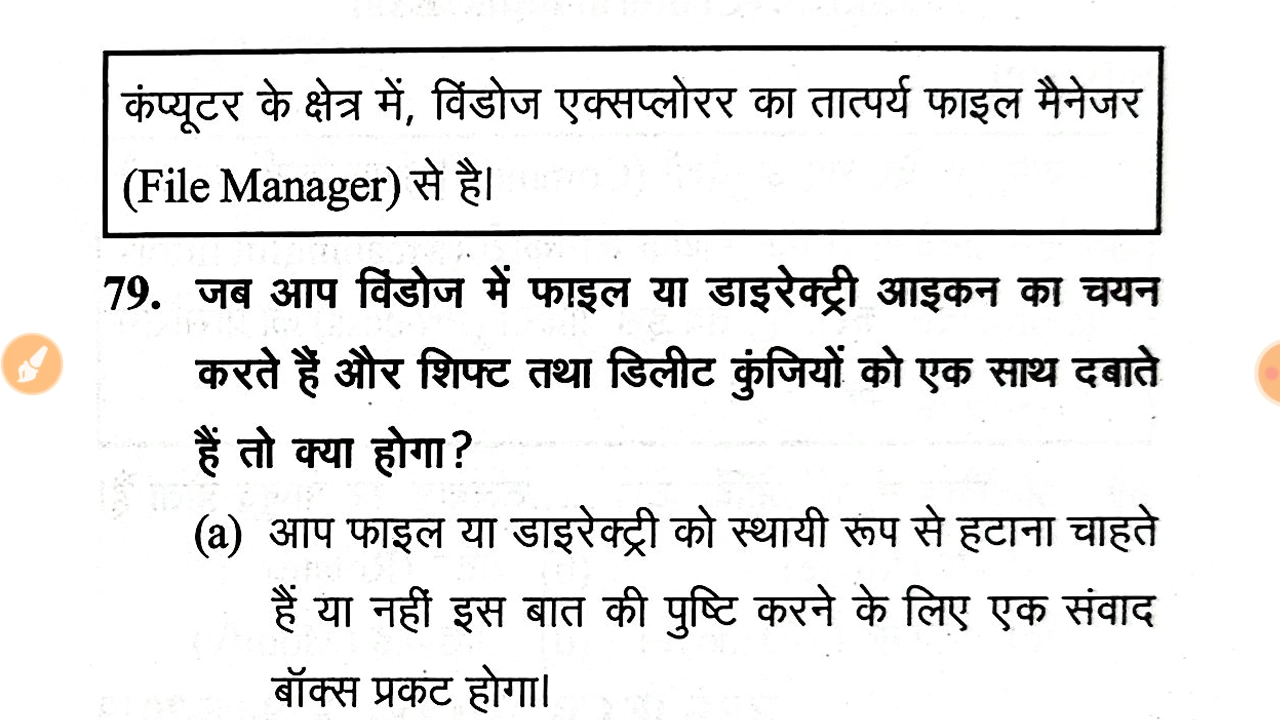 कंप्यूटर के क्षेत्र में, विंडोज एक्सप्लोरर का तात्पर्य फाइल मैनेजर
(File Manager) से है।
79. जब आप विंडोज में फाइल या डाइरेक्ट्री आइकन का चयन
करते हैं और शिफ्ट तथा डिलीट कुंजियों को एक साथ दबाते
हैं तो क्या होगा?
(a) आप फाइल या डाइरेक्ट्री को स्थायी रूप से हटाना चाहते
हैं या नहीं इस बात की पुष्टि करने के लिए एक संवाद
बॉक्स प्रकट होगा।